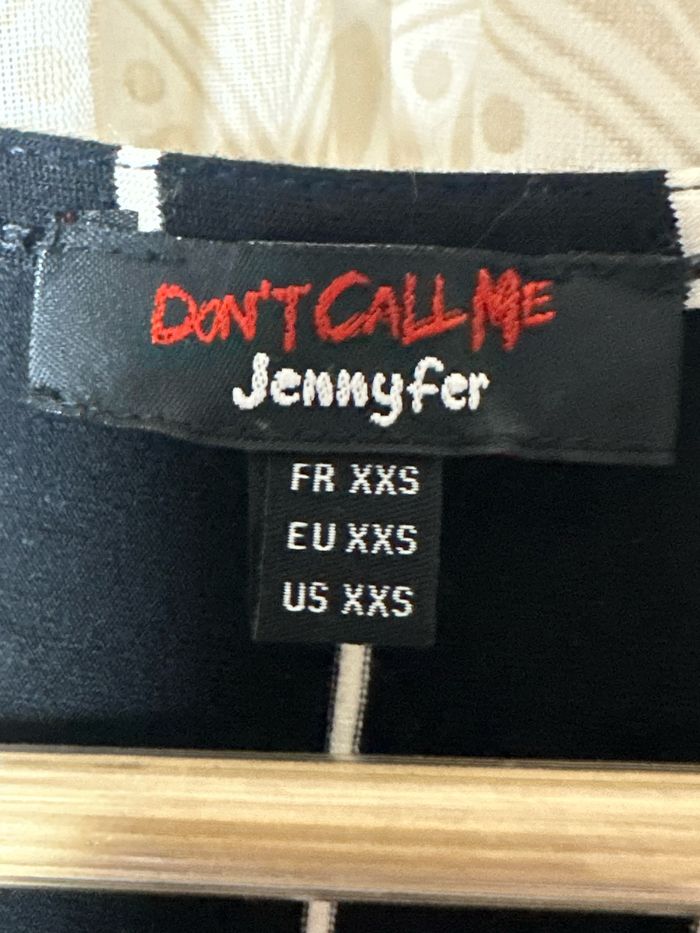 DON'T CALL ME
Jennyfer
FR XXS
EU XXS
US XXS